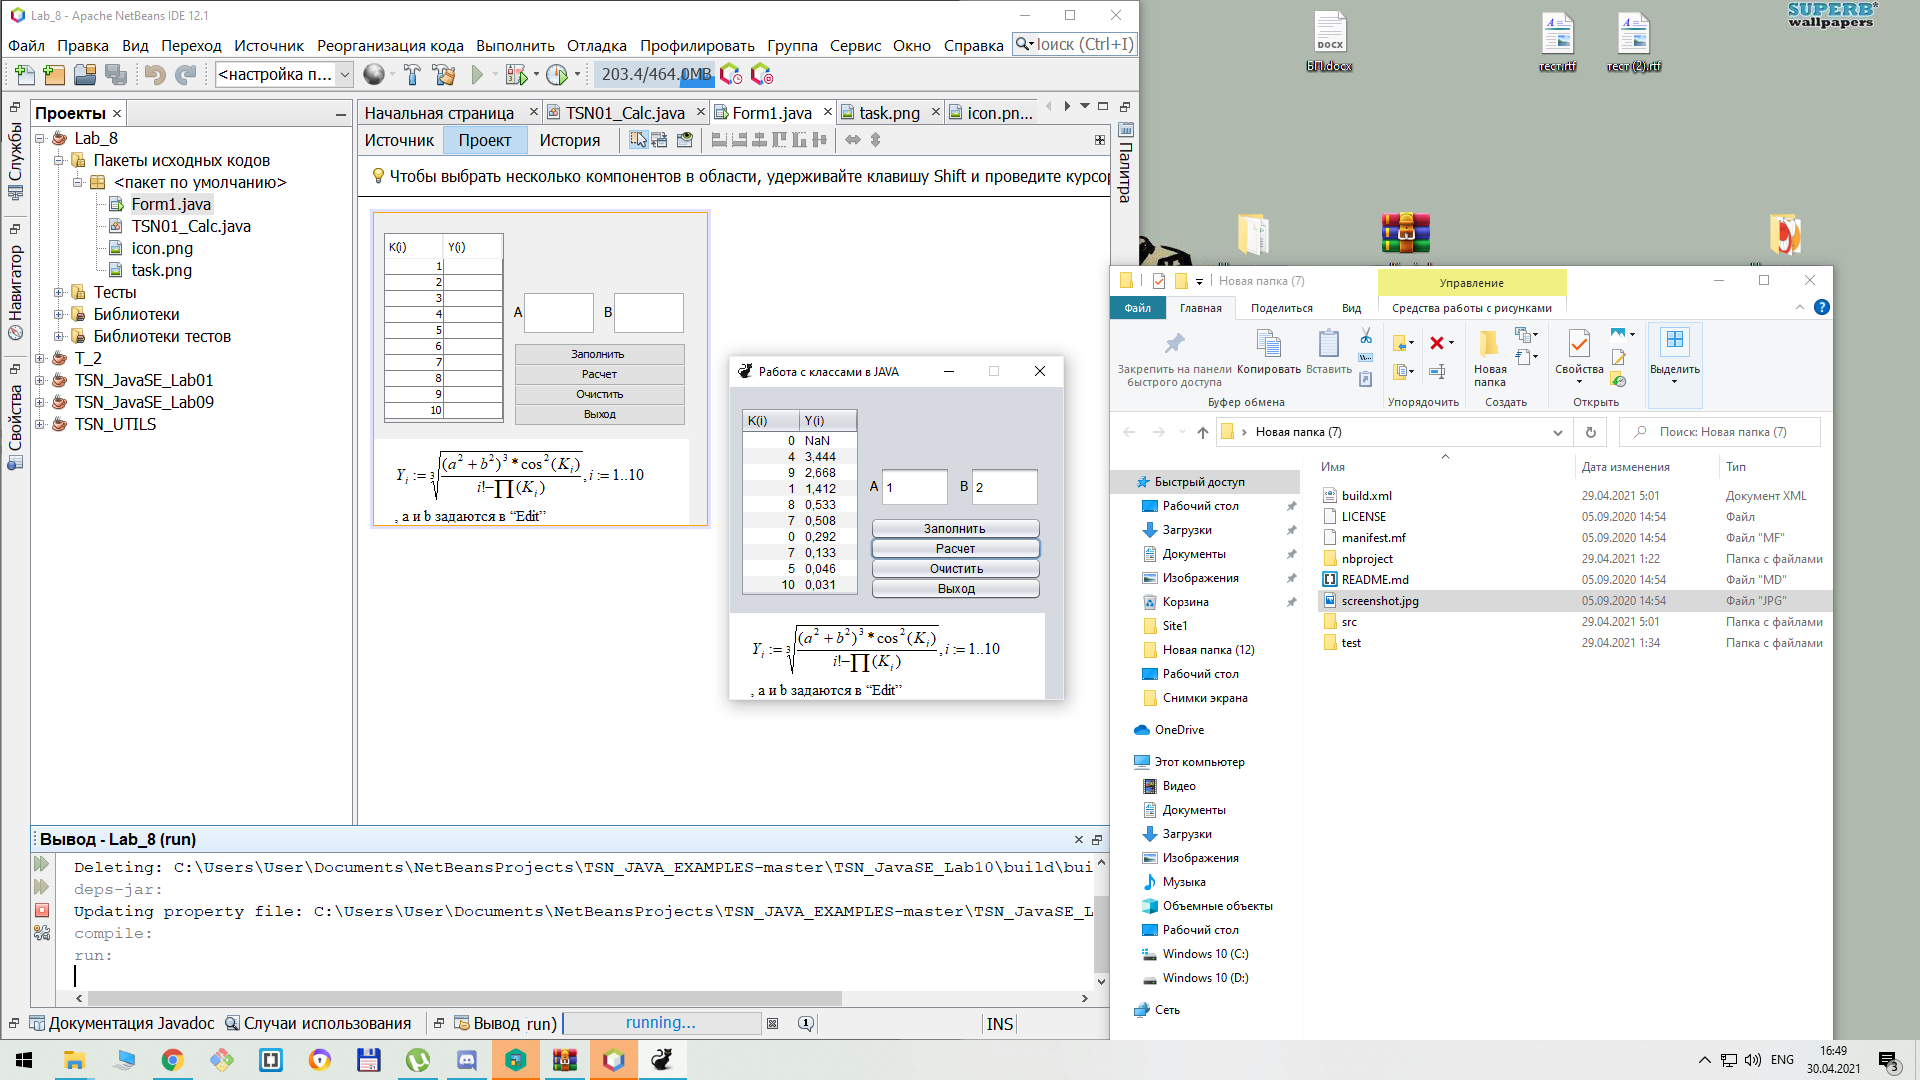 Lab_8 - Apache NetBeans IDE 12.1
Файл Правка Вид Переход Источник Реорганизация кода Выполнить Отладка Профилировать Группа Сервис Окно Справка
Поиск (Ctrl+I)
<настройка п...
203.4/464.0MB
Службы
Навигатор
Свойства
Проекты
Lab_8
Пакеты исходных кодов
<пакет по умолчанию>
Form1.java
TSN01_Calc.java
icon.png
task.png
Тесты
Библиотеки
Библиотеки тестов
T_2
TSN_JavaSE_Lab01
TSN_JavaSE_Lab09
TSN_UTILS
Начальная страница TSN01_Calc.java Form1.java task.png icon.pn...
Источник Проект История
Чтобы выбрать несколько компонентов в области, удерживайте клавишу Shift и проведите курсор
Палитра
K(i) Y(i)
1
2
3
4
5
6
7
8
9
10
A B
Заполнить
Расчет
Очистить
Выход
Y_i := ∛((a² + b²)³ * cos²(K_i) / (i! − ∏(K_i))), i := 1..10
, a и b задаются в “Edit”
Работа с классами в JAVA
K(i) Y(i)
0 NaN
4 3,444
9 2,668
1 1,412
8 0,533
7 0,508
0 0,292
7 0,133
5 0,046
10 0,031
A 1 B 2
Заполнить
Расчет
Очистить
Выход
Y_i := ∛((a² + b²)³ * cos²(K_i) / (i! − ∏(K_i))), i := 1..10
, a и b задаются в “Edit”
Вывод - Lab_8 (run)
Deleting: C:\Users\User\Documents\NetBeansProjects\TSN_JAVA_EXAMPLES-master\TSN_JavaSE_Lab10\build\bui
deps-jar:
Updating property file: C:\Users\User\Documents\NetBeansProjects\TSN_JAVA_EXAMPLES-master\TSN_JavaSE_L
compile:
run:
Документация Javadoc Случаи использования Вывод run) running... 1 INS
SUPERB*
wallpapers
DOCX
ВП.docx
тест.rtf
тест (2).rtf
Новая папка (7)
Управление
Файл Главная Поделиться Вид Средства работы с рисунками
Закрепить на панели быстрого доступа
Копировать
Вставить
Буфер обмена
Упорядочить
Новая папка
Создать
Свойства
Открыть
Выделить
Новая папка (7)
Поиск: Новая папка (7)
Быстрый доступ
Рабочий стол
Загрузки
Документы
Изображения
Корзина
Site1
Новая папка (12)
Рабочий стол
Снимки экрана
OneDrive
Этот компьютер
Видео
Документы
Загрузки
Изображения
Музыка
Объемные объекты
Рабочий стол
Windows 10 (C:)
Windows 10 (D:)
Сеть
Имя Дата изменения Тип
build.xml 29.04.2021 5:01 Документ XML
LICENSE 05.09.2020 14:54 Файл
manifest.mf 05.09.2020 14:54 Файл "MF"
nbproject 29.04.2021 1:22 Папка с файлами
README.md 05.09.2020 14:54 Файл "MD"
screenshot.jpg 05.09.2020 14:54 Файл "JPG"
src 29.04.2021 5:01 Папка с файлами
test 29.04.2021 1:34 Папка с файлами
ENG
16:49
30.04.2021
3